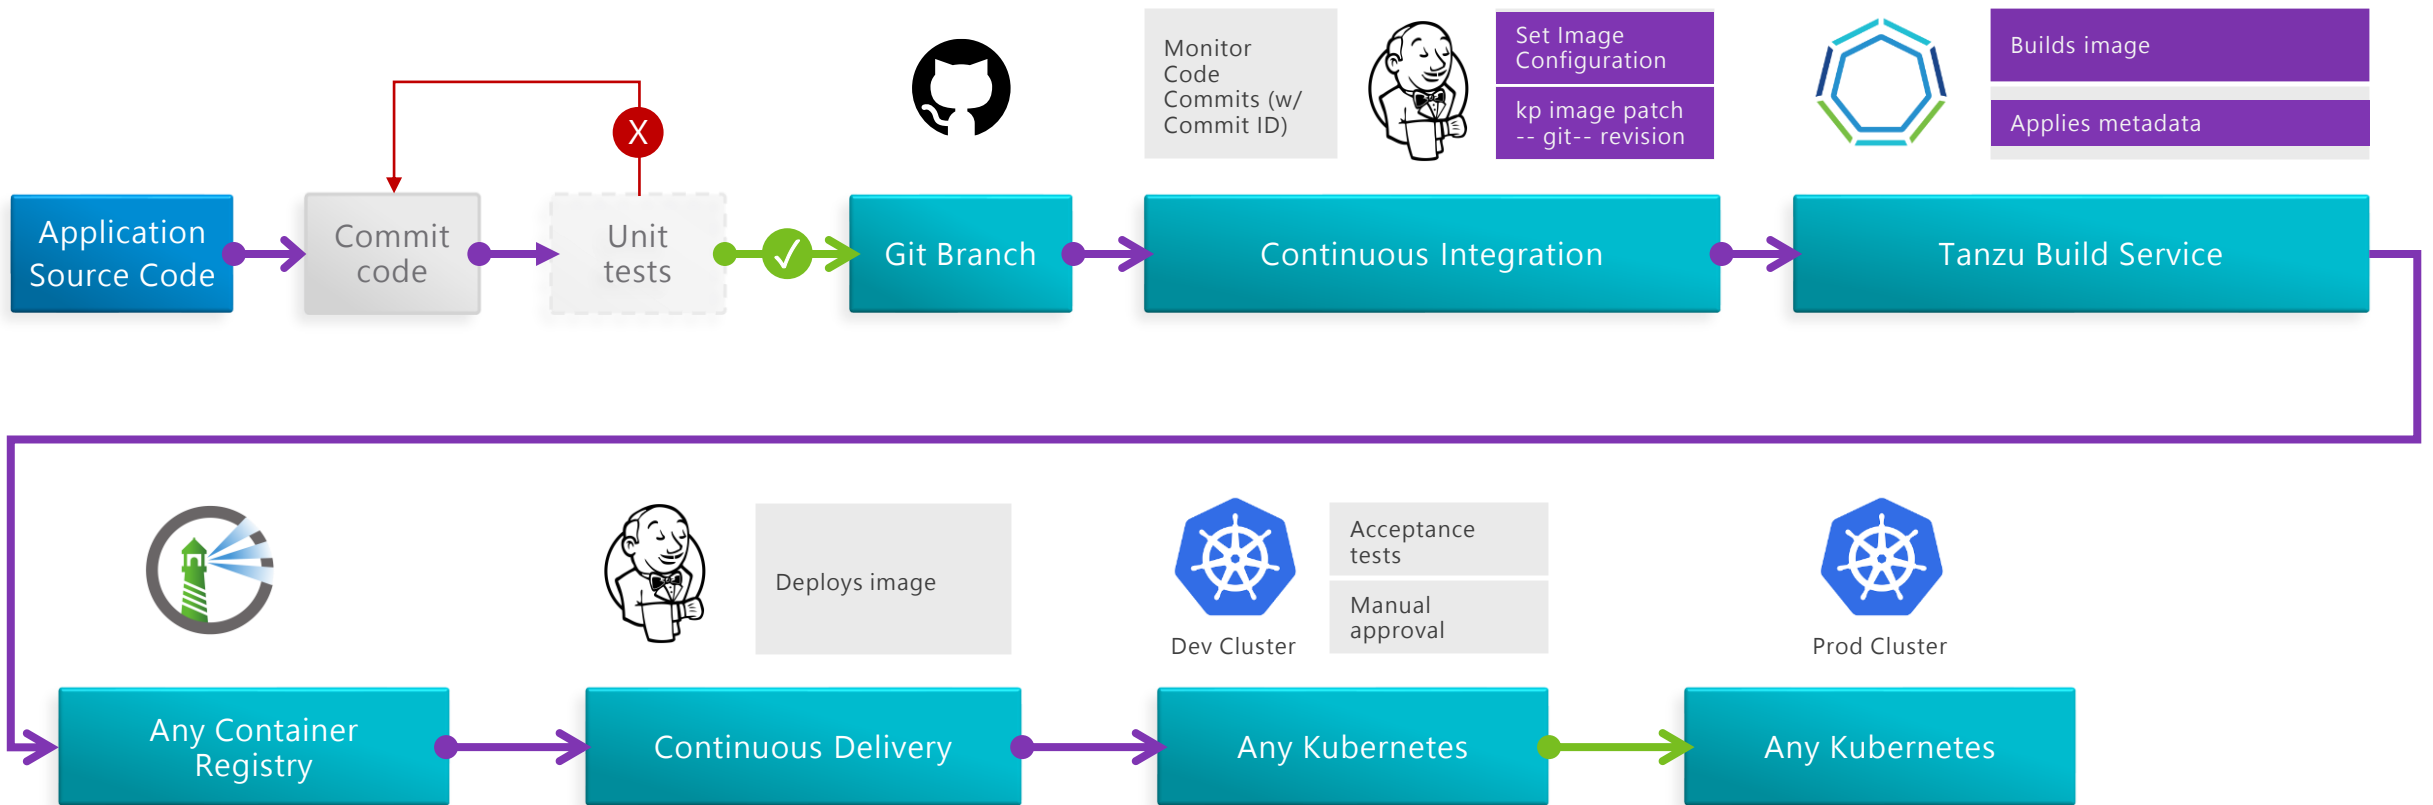 Monitor
Code
Commits (w/
Commit ID)
Set Image
Configuration
kp image patch
-- git-- revision
Builds image
Applies metadata
X
Application
Source Code
Commit
code
Unit
tests
Git Branch
Continuous Integration
Tanzu Build Service
Deploys image
Dev Cluster
Acceptance
tests
Manual
approval
Prod Cluster
Any Container
Registry
Continuous Delivery
Any Kubernetes
Any Kubernetes